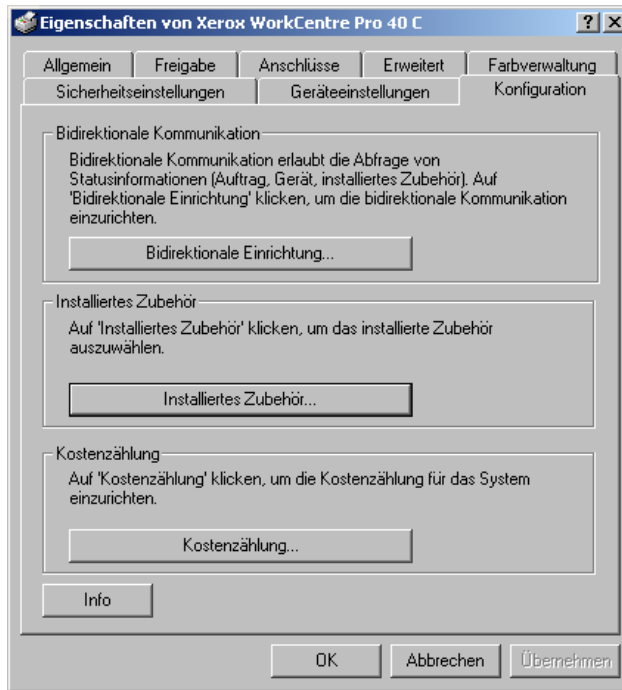 Eigenschaften von Xerox WorkCentre Pro 40 C
Allgemein Freigabe Anschlüsse Erweitert Farbverwaltung
Sicherheitseinstellungen Geräteeinstellungen Konfiguration
Bidirektionale Kommunikation
Bidirektionale Kommunikation erlaubt die Abfrage von
Statusinformationen (Auftrag, Gerät, installiertes Zubehör). Auf
'Bidirektionale Einrichtung' klicken, um die bidirektionale Kommunikation
einzurichten.
Bidirektionale Einrichtung...
Installiertes Zubehör
Auf 'Installiertes Zubehör' klicken, um das installierte Zubehör
auszuwählen.
Installiertes Zubehör...
Kostenzählung
Auf 'Kostenzählung' klicken, um die Kostenzählung für das System
einzurichten.
Kostenzählung...
Info
OK Abbrechen Übernehmen